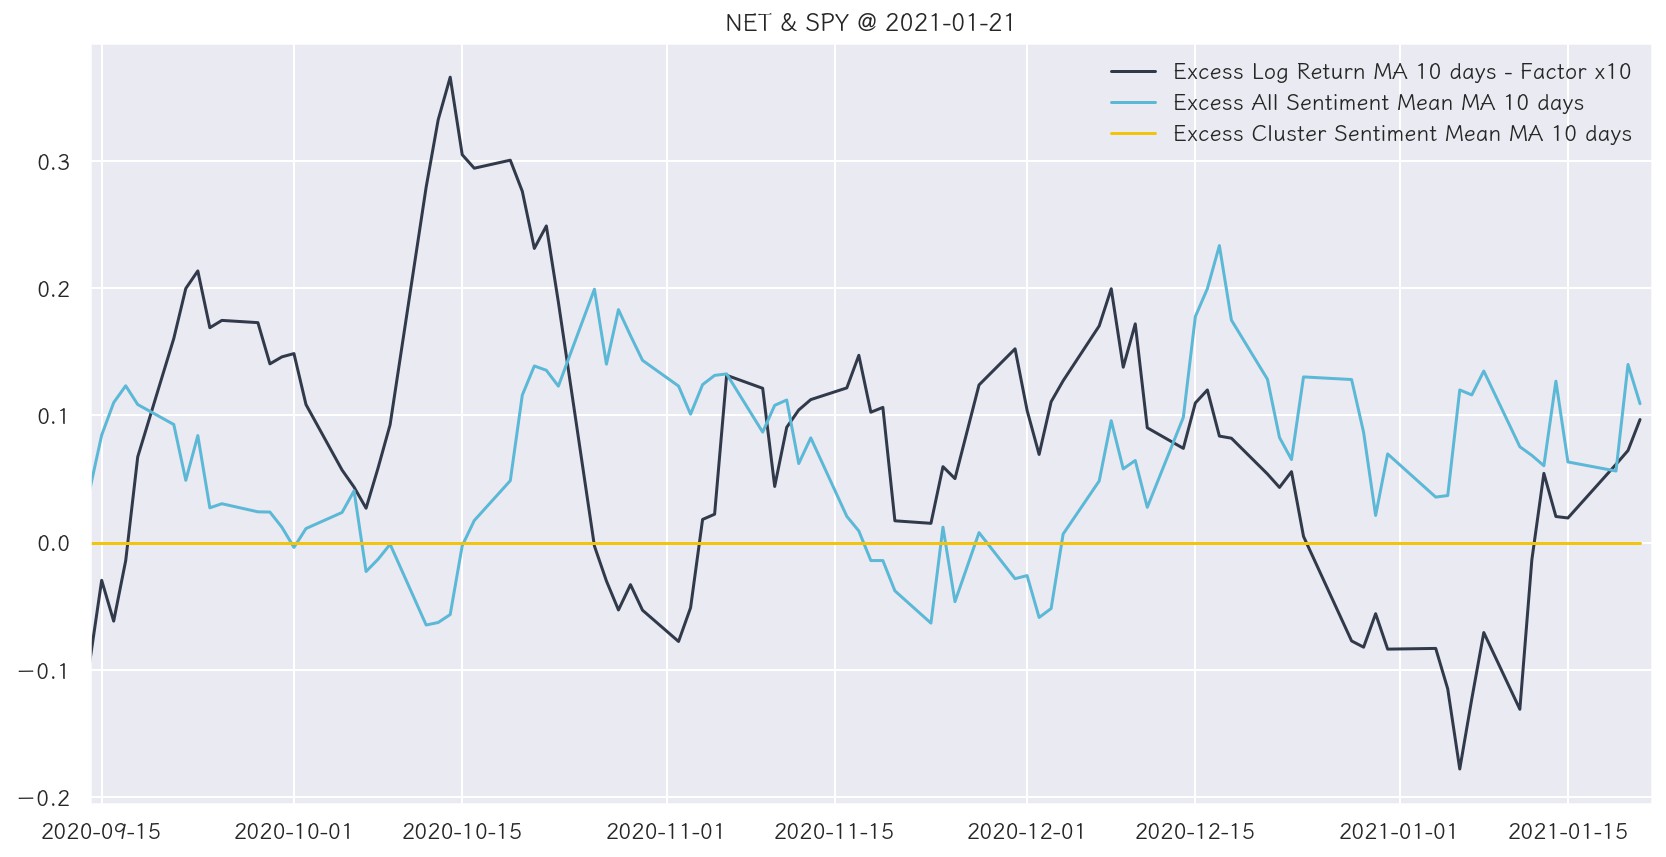 NET & SPY @ 2021-01-21
Excess Log Return MA 10 days - Factor x10
Excess All Sentiment Mean MA 10 days
Excess Cluster Sentiment Mean MA 10 days
0.3
0.2
0.1
0.0
−0.1
−0.2
2020-09-15 2020-10-01 2020-10-15 2020-11-01 2020-11-15 2020-12-01 2020-12-15 2021-01-01 2021-01-15